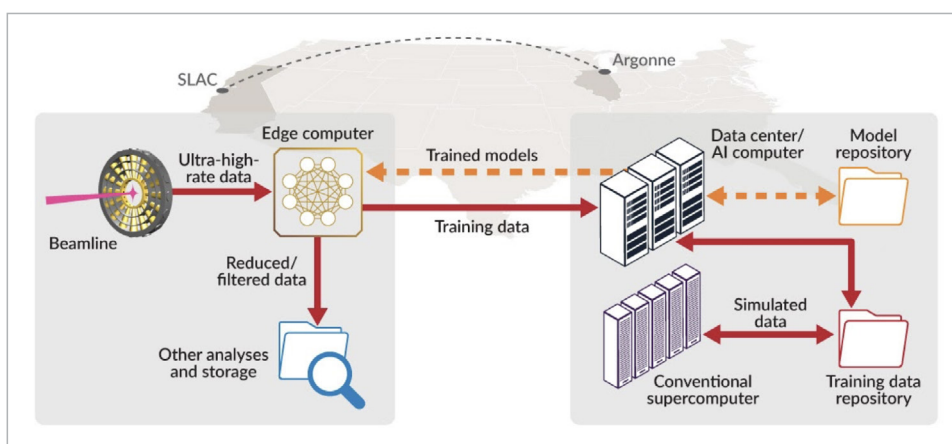 SLAC
Argonne
Edge computer
Ultra-high-
rate data
Beamline
Reduced/
filtered data
Other analyses
and storage
Trained models
Training data
Data center/
AI computer
Model
repository
Simulated
data
Conventional
supercomputer
Training data
repository